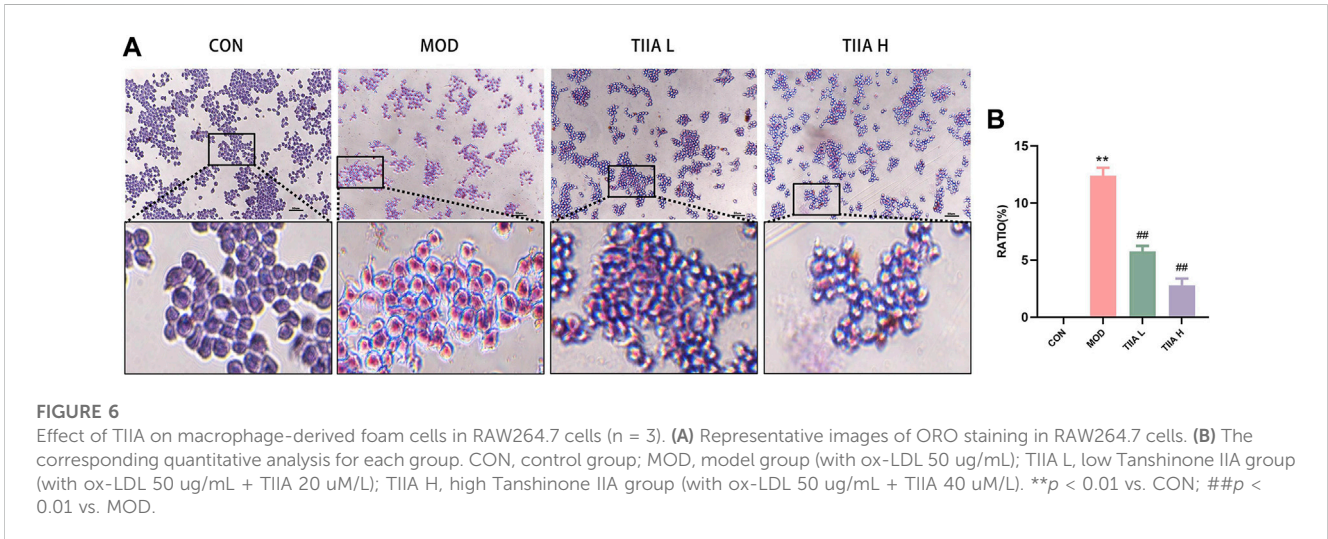 A
CON
MOD
TIIA L
TIIA H
B
**
##
##
RATIO(%)
15
10
5
0
CON
MOD
TIIA L
TIIA H
FIGURE 6
Effect of TIIA on macrophage-derived foam cells in RAW264.7 cells (n = 3). (A) Representative images of ORO staining in RAW264.7 cells. (B) The
corresponding quantitative analysis for each group. CON, control group; MOD, model group (with ox-LDL 50 ug/mL); TIIA L, low Tanshinone IIA group
(with ox-LDL 50 ug/mL + TIIA 20 uM/L); TIIA H, high Tanshinone IIA group (with ox-LDL 50 ug/mL + TIIA 40 uM/L). **p < 0.01 vs. CON; ##p <
0.01 vs. MOD.